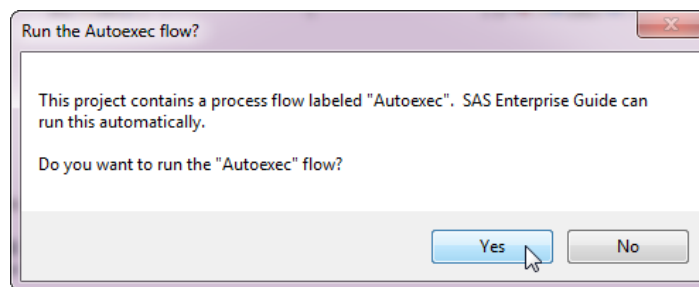 Run the Autoexec flow?
This project contains a process flow labeled "Autoexec".  SAS Enterprise Guide can
run this automatically.
Do you want to run the "Autoexec" flow?
Yes
No